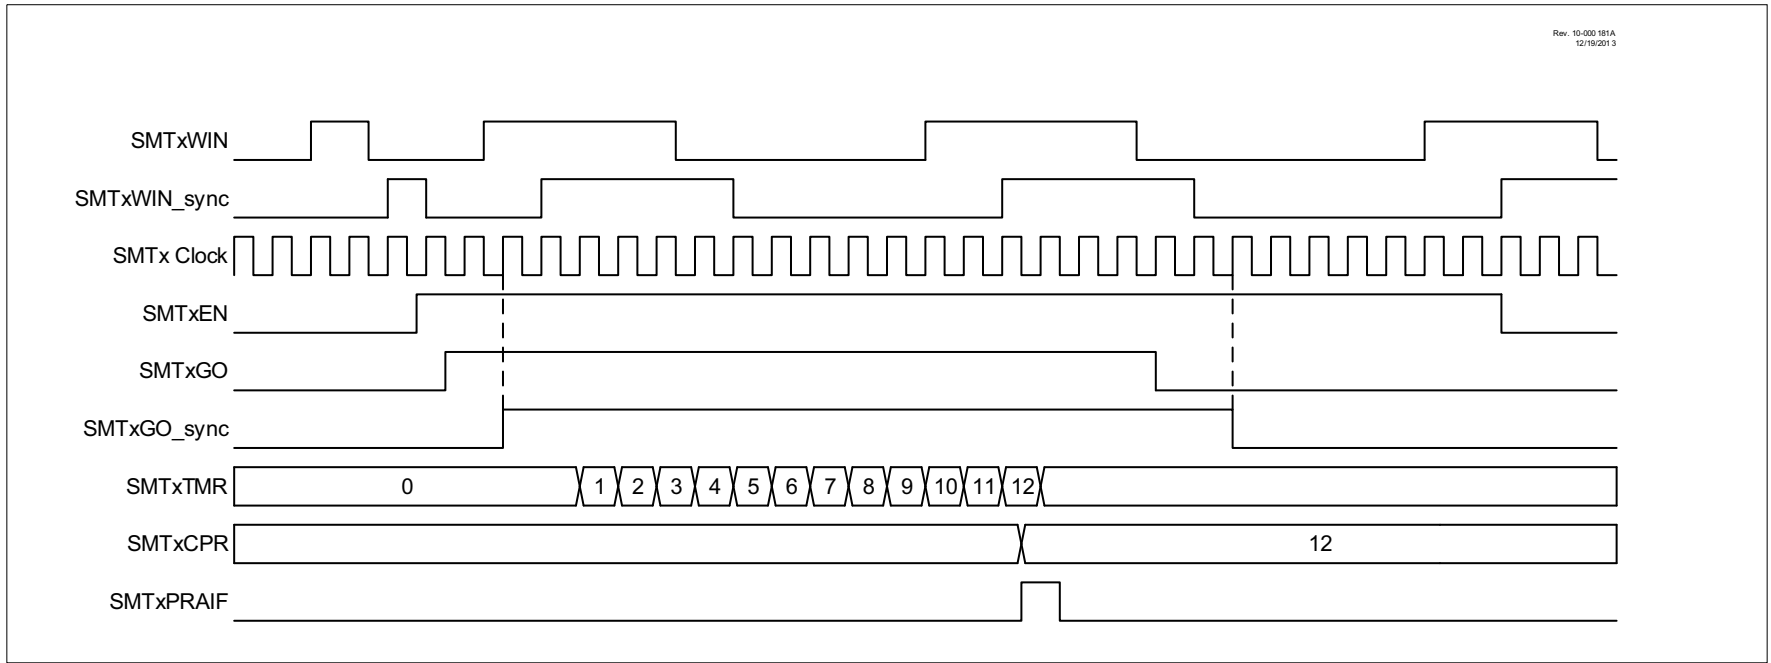 Rev. 10-000 181A
12/19/201 3
SMTxWIN
SMTxWIN_sync
SMTx Clock
SMTxEN
SMTxGO
SMTxGO_sync
SMTxTMR 0 1 2 3 4 5 6 7 8 9 10 11 12
SMTxCPR 12
SMTxPRAIF